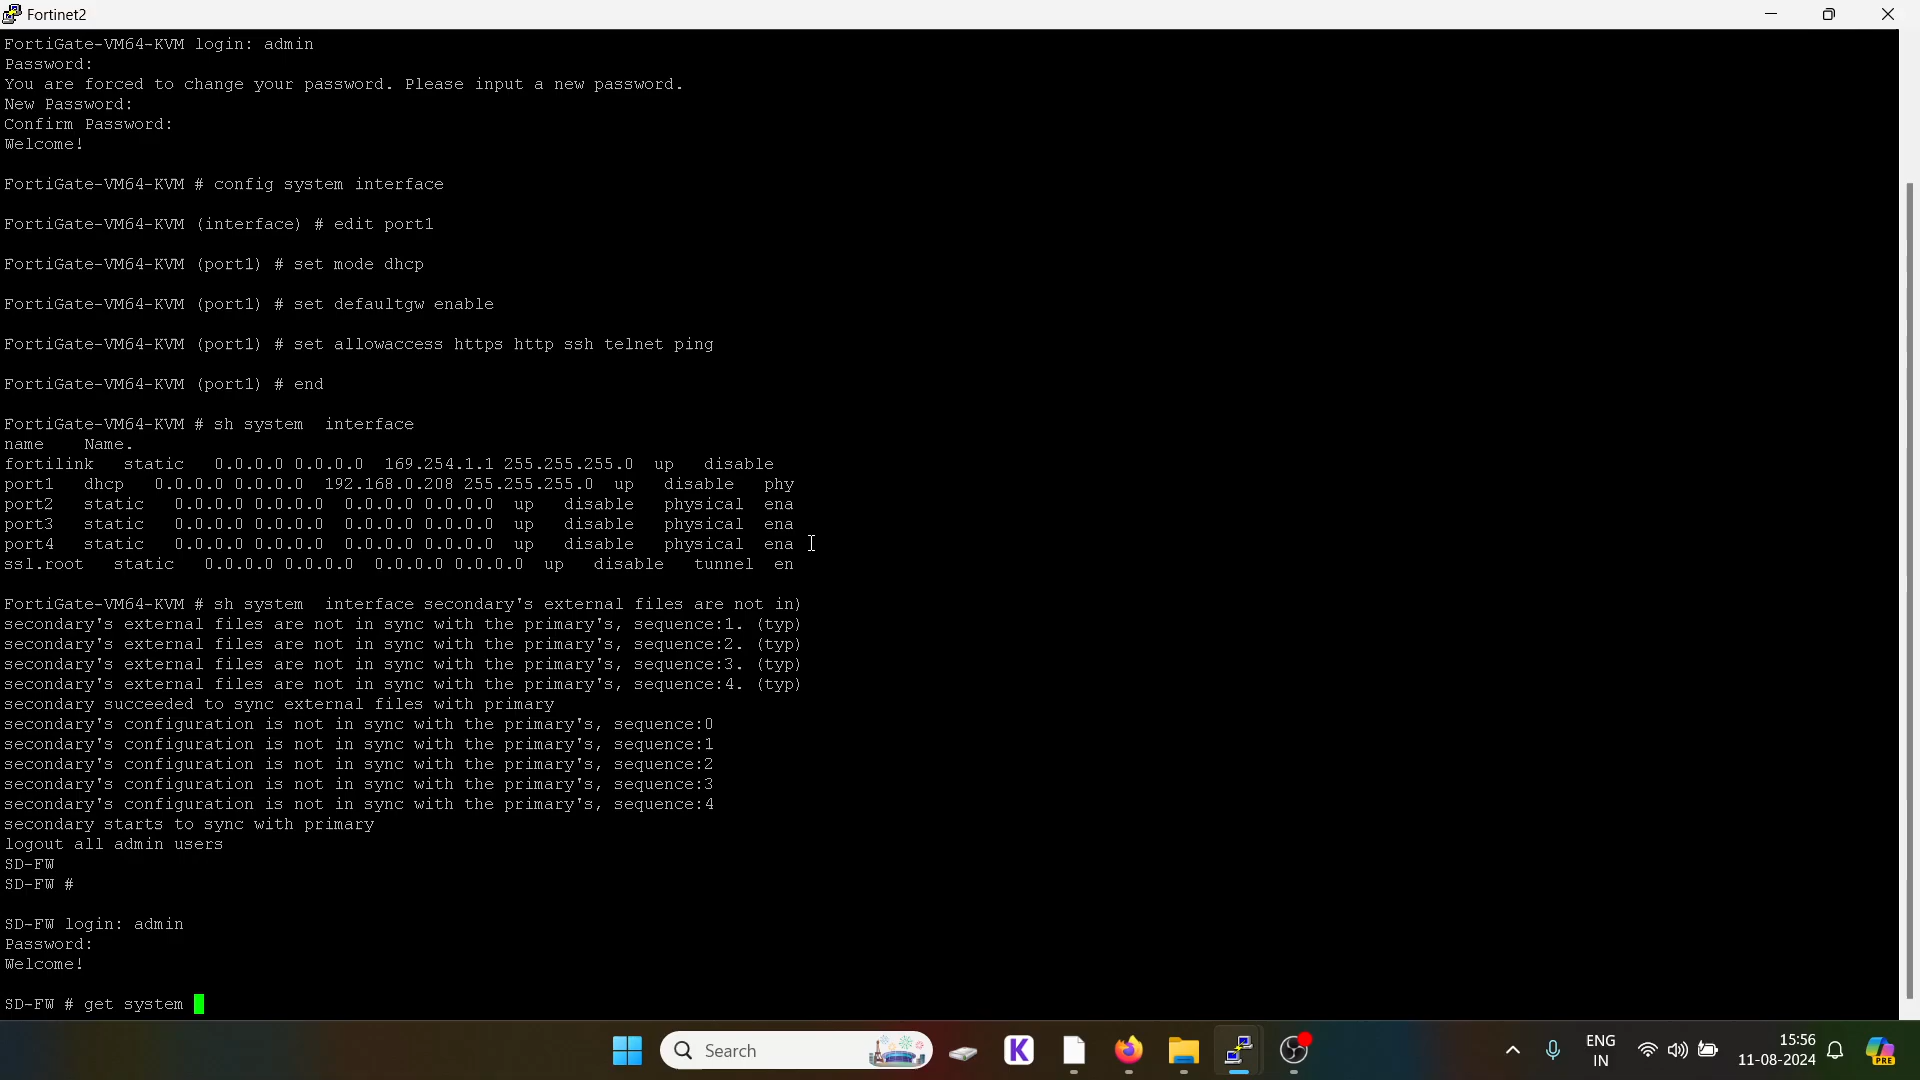 Fortinet2
FortiGate-VM64-KVM login: admin
Password:
You are forced to change your password. Please input a new password.
New Password:
Confirm Password:
Welcome!
FortiGate-VM64-KVM # config system interface
FortiGate-VM64-KVM (interface) # edit port1
FortiGate-VM64-KVM (port1) # set mode dhcp
FortiGate-VM64-KVM (port1) # set defaultgw enable
FortiGate-VM64-KVM (port1) # set allowaccess https http ssh telnet ping
FortiGate-VM64-KVM (port1) # end
FortiGate-VM64-KVM # sh system  interface
name    Name.
fortilink   static   0.0.0.0 0.0.0.0  169.254.1.1 255.255.255.0  up   disable
port1   dhcp   0.0.0.0 0.0.0.0  192.168.0.208 255.255.255.0  up   disable   phy
port2   static   0.0.0.0 0.0.0.0  0.0.0.0 0.0.0.0  up   disable   physical  ena
port3   static   0.0.0.0 0.0.0.0  0.0.0.0 0.0.0.0  up   disable   physical  ena
port4   static   0.0.0.0 0.0.0.0  0.0.0.0 0.0.0.0  up   disable   physical  ena
ssl.root   static   0.0.0.0 0.0.0.0  0.0.0.0 0.0.0.0  up   disable   tunnel  en
FortiGate-VM64-KVM # sh system  interface secondary's external files are not in)
secondary's external files are not in sync with the primary's, sequence:1. (typ)
secondary's external files are not in sync with the primary's, sequence:2. (typ)
secondary's external files are not in sync with the primary's, sequence:3. (typ)
secondary's external files are not in sync with the primary's, sequence:4. (typ)
secondary succeeded to sync external files with primary
secondary's configuration is not in sync with the primary's, sequence:0
secondary's configuration is not in sync with the primary's, sequence:1
secondary's configuration is not in sync with the primary's, sequence:2
secondary's configuration is not in sync with the primary's, sequence:3
secondary's configuration is not in sync with the primary's, sequence:4
secondary starts to sync with primary
logout all admin users
SD-FW
SD-FW #
SD-FW login: admin
Password:
Welcome!
SD-FW # get system
Search
K
ENG
IN
15:56
11-08-2024
PRE